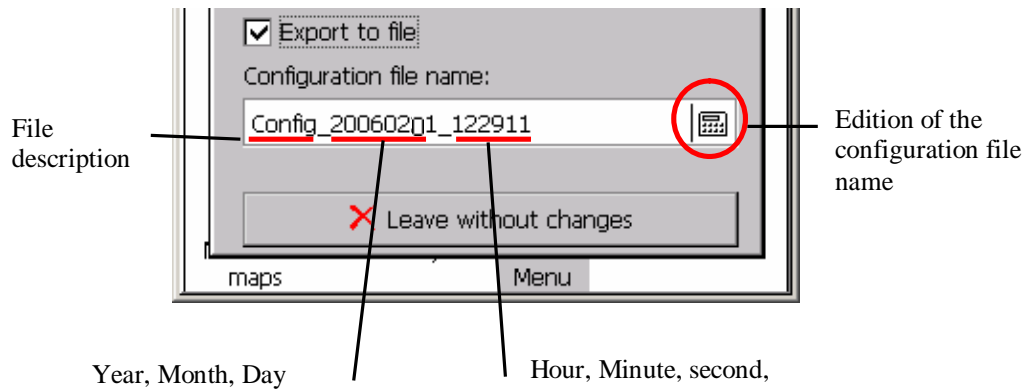 Export to file
Configuration file name:
Config_20060201_122911
File
description
Edition of the
configuration file
name
Leave without changes
maps
Menu
Year, Month, Day
Hour, Minute, second,